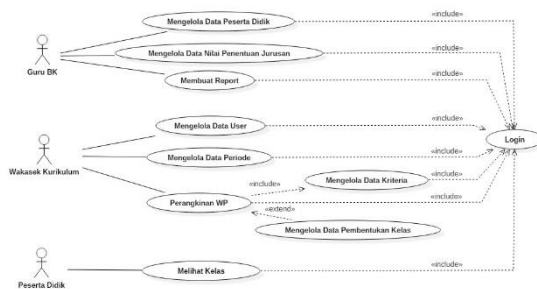 Mengelola Data Peserta Didik
«include»
Guru BK
Mengelola Data Nilai Penentuan Jurusan
«include»
Membuat Report
«include»
Mengelola Data User
«include»
Login
Wakasek Kurikulum
Mengelola Data Periode
«include»
«include»
Mengelola Data Kriteria
«include»
Perangkinan WP
«include»
«extend»
Mengelola Data Pembentukan Kelas
Peserta Didik
Melihat Kelas
«include»